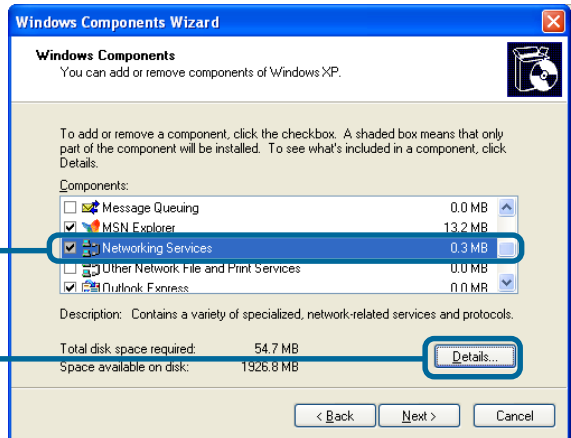 Windows Components Wizard
Windows Components
You can add or remove components of Windows XP.
To add or remove a component, click the checkbox. A shaded box means that only
part of the component will be installed. To see what's included in a component, click
Details.
Components:
Message Queuing 0.0 MB
MSN Explorer 13.2 MB
Networking Services 0.3 MB
Other Network File and Print Services 0.0 MB
Outlook Express 0.0 MB
Description: Contains a variety of specialized, network-related services and protocols.
Total disk space required: 54.7 MB
Space available on disk: 1926.8 MB
Details...
< Back
Next >
Cancel